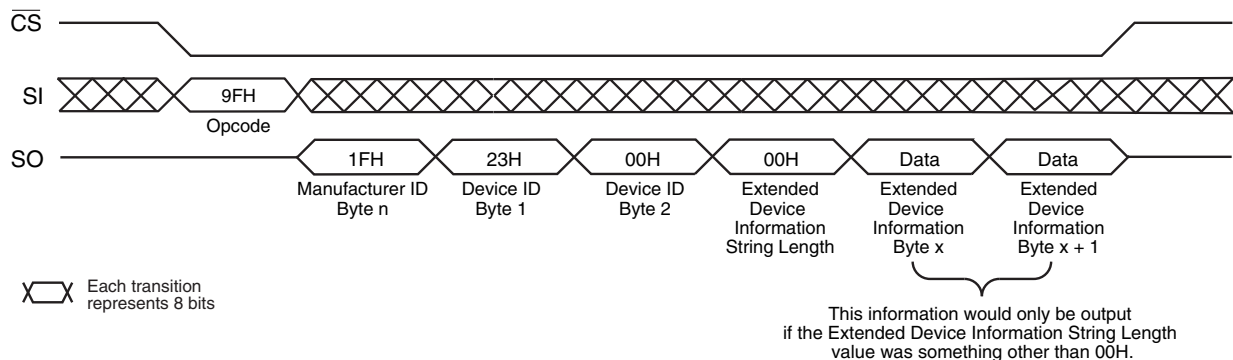 CS
SI
9FH
Opcode
SO
1FH
23H
00H
00H
Data
Data
Manufacturer ID
Byte n
Device ID
Byte 1
Device ID
Byte 2
Extended
Device
Information
String Length
Extended
Device
Information
Byte x
Extended
Device
Information
Byte x + 1
Each transition
represents 8 bits
This information would only be output
if the Extended Device Information String Length
value was something other than 00H.